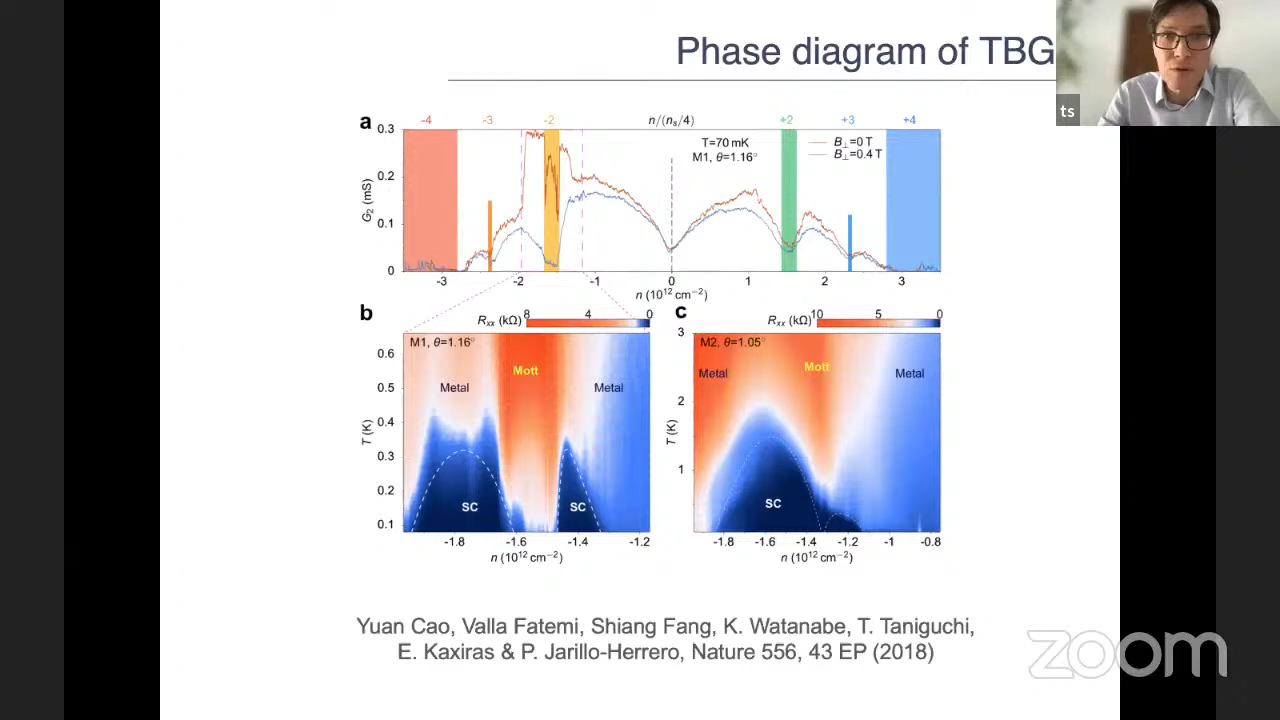 Phase diagram of TBG
ts
a
-4 -3 -2 n/(ns/4) +2 +3 +4
0.3
0.2
0.1
0
G2 (mS)
T=70 mK
M1, θ=1.16°
B⊥=0 T
B⊥=0.4 T
-3 -2 -1 0 1 2 3
n (10^12 cm^-2)
b
Rxx (kΩ)
8 4 0
M1, θ=1.16°
Mott
Metal
Metal
SC
SC
0.6
0.5
0.4
0.3
0.2
0.1
T (K)
-1.8 -1.6 -1.4 -1.2
n (10^12 cm^-2)
c
Rxx (kΩ)
10 5 0
M2, θ=1.05°
Metal
Mott
Metal
SC
3
2
1
T (K)
-1.8 -1.6 -1.4 -1.2 -1 -0.8
n (10^12 cm^-2)
Yuan Cao, Valla Fatemi, Shiang Fang, K. Watanabe, T. Taniguchi,
E. Kaxiras & P. Jarillo-Herrero, Nature 556, 43 EP (2018)
zoom